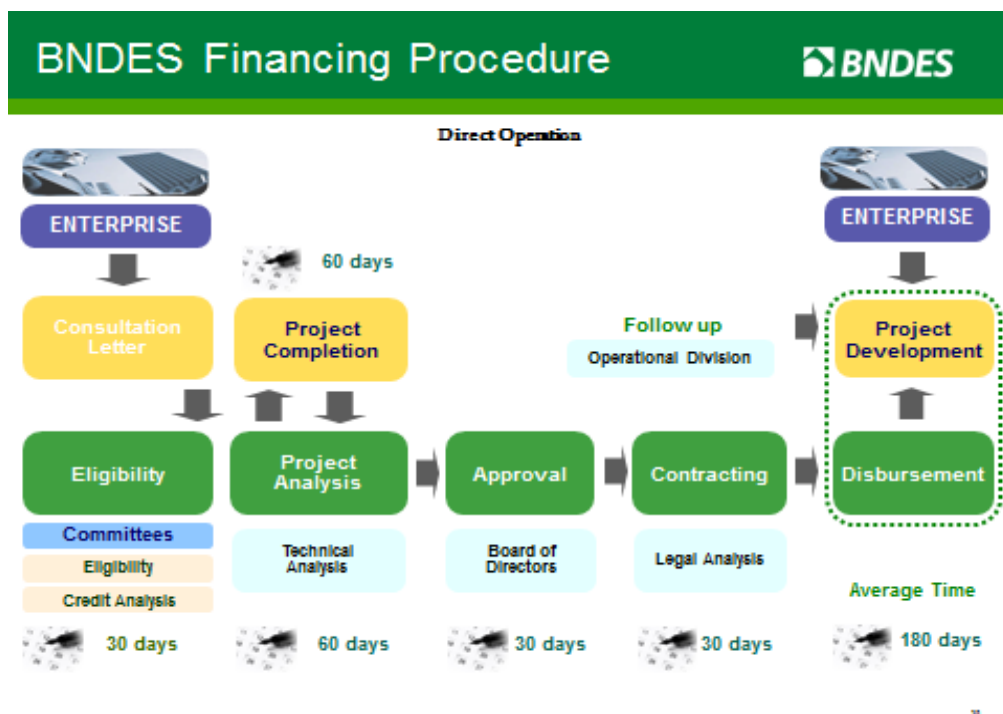 BNDES Financing Procedure
BNDES
Direct Operation
ENTERPRISE
ENTERPRISE
60 days
Consultation
Letter
Project
Completion
Follow up
Operational Division
Project
Development
Eligibility
Project
Analysis
Approval
Contracting
Disbursement
Committees
Eligibility
Credit Analysis
Technical
Analysis
Board of
Directors
Legal Analysis
Average Time
30 days
60 days
30 days
30 days
180 days